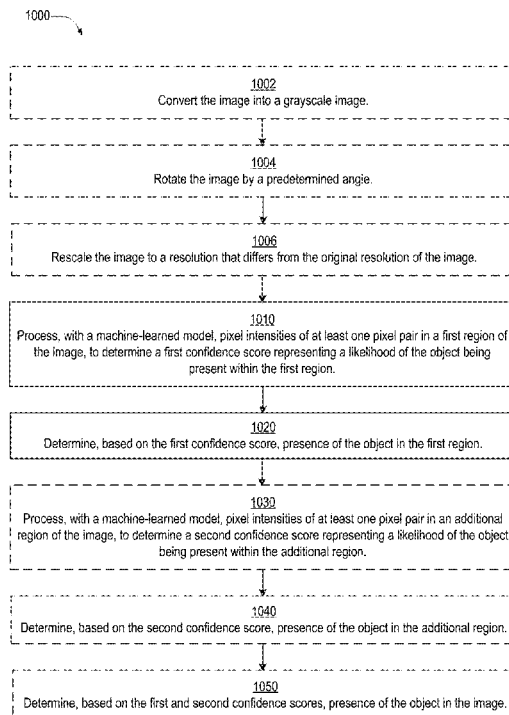 1000
1002
Convert the image into a grayscale image.
1004
Rotate the image by a predetermined angle.
1006
Rescale the image to a resolution that differs from the original resolution of the image.
1010
Process, with a machine-learned model, pixel intensities of at least one pixel pair in a first region of
the image, to determine a first confidence score representing a likelihood of the object being
present within the first region.
1020
Determine, based on the first confidence score, presence of the object in the first region.
1030
Process, with a machine-learned model, pixel intensities of at least one pixel pair in an additional
region of the image, to determine a second confidence score representing a likelihood of the object
being present within the additional region.
1040
Determine, based on the second confidence score, presence of the object in the additional region.
1050
Determine, based on the first and second confidence scores, presence of the object in the image.